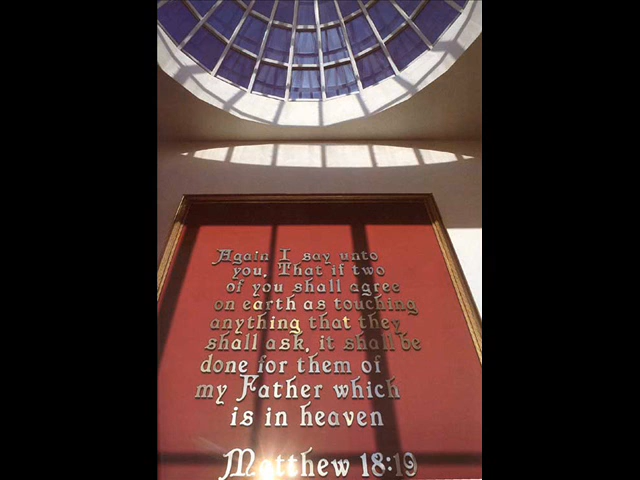 Again I say unto
you, That if two
of you shall agree
on earth as touching
anything that they
shall ask, it shall be
done for them of
my Father which
is in heaven
Matthew 18:19